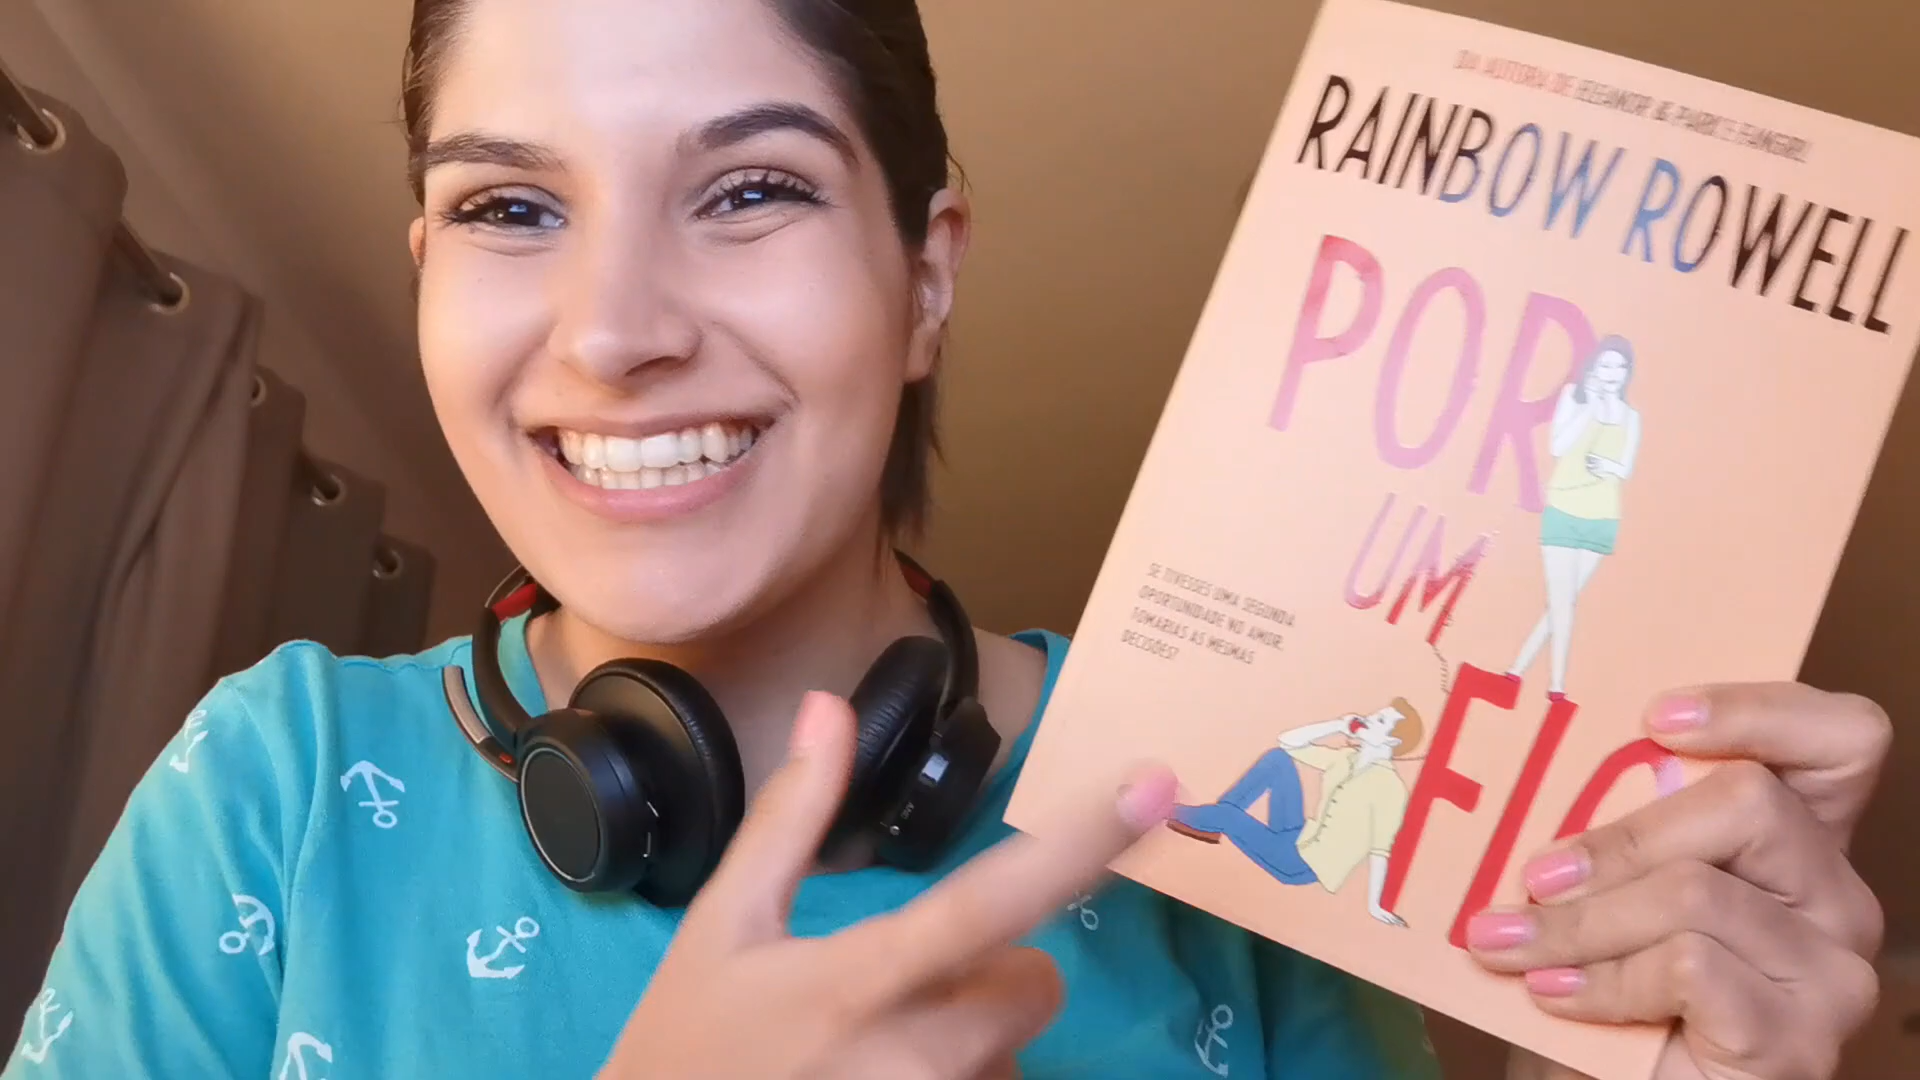 DA AUTORA DE ELEANOR & PARK E FANGIRL
RAINBOW ROWELL
POR
UM
FIO
SE TIVESSES UMA SEGUNDA
OPORTUNIDADE NO AMOR,
TOMARIAS AS MESMAS
DECISÕES?